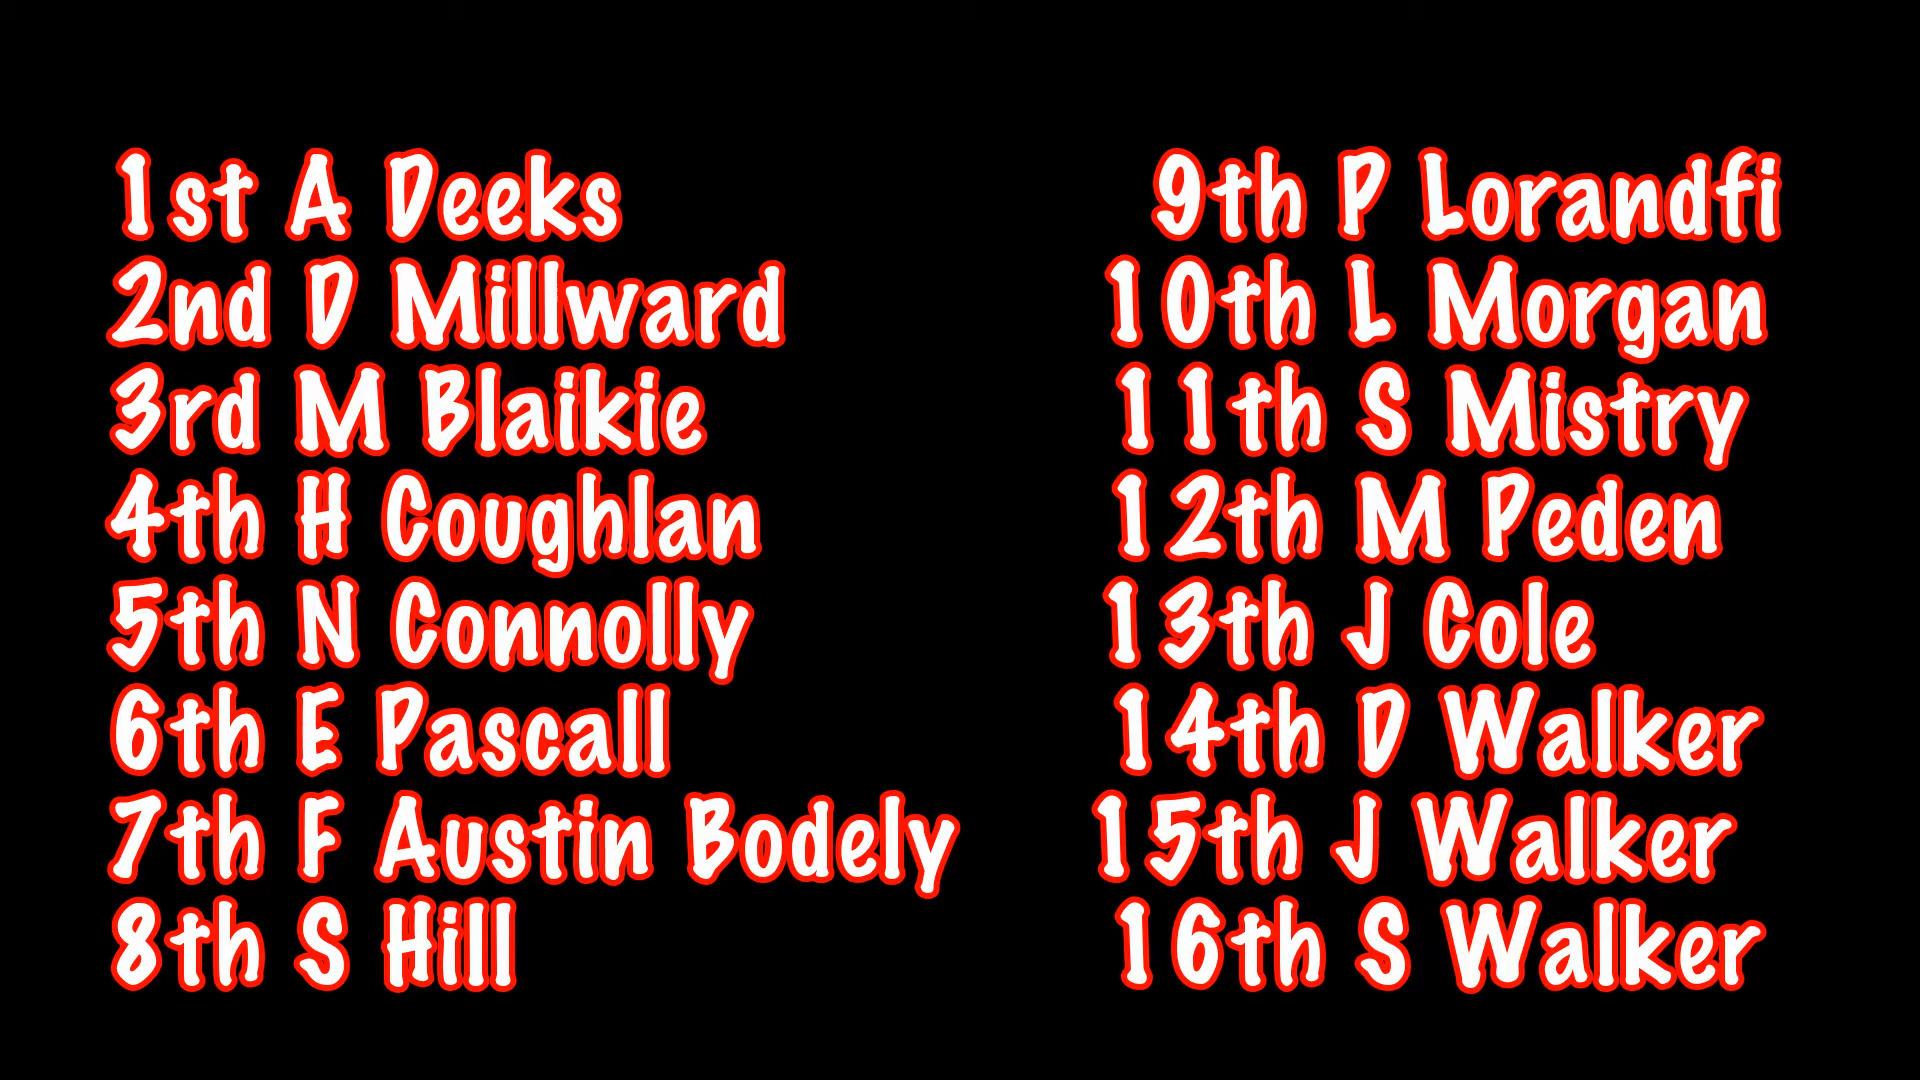 1st A Deeks
2nd D Millward
3rd M Blaikie
4th H Coughlan
5th N Connolly
6th E Pascall
7th F Austin Bodely
8th S Hill
9th P Lorandfi
10th L Morgan
11th S Mistry
12th M Peden
13th J Cole
14th D Walker
15th J Walker
16th S Walker